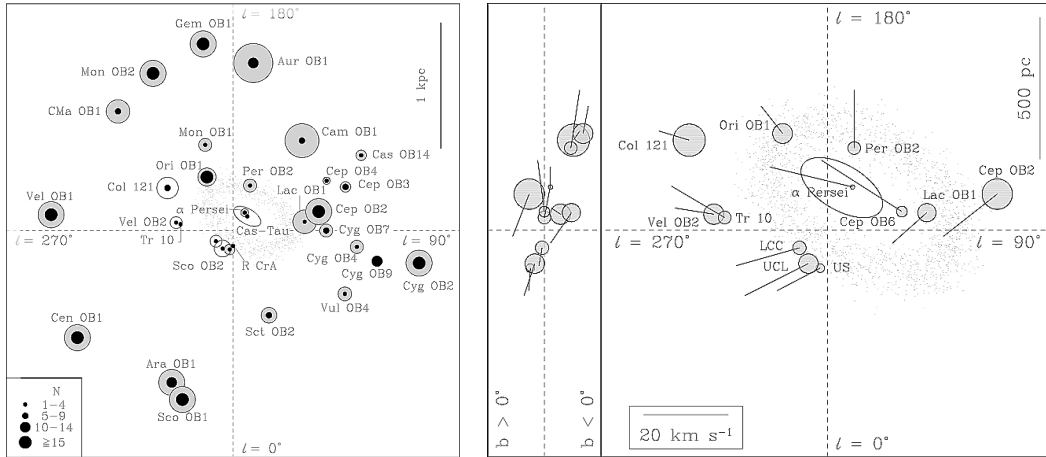 l = 180°
Gem OB1
Aur OB1
Mon OB2
CMa OB1
1 kpc
Mon OB1
Cam OB1
Cas OB14
Ori OB1
Per OB2
Cep OB4
Col 121
Lac OB1
Cep OB3
Vel OB1
α Persei
Cep OB2
Vel OB2
Cas-Tau
Cyg OB7
l = 270°
90°
Tr 10
R CrA
Cyg OB4
Sco OB2
Cyg OB9
Cyg OB2
Vul OB4
Sct OB2
Cen OB1
Ara OB1
Sco OB1
N
1-4
5-9
10-14
≧15
l = 0°
b > 0°
b < 0°
l = 180°
500 pc
Ori OB1
Col 121
Per OB2
Cep OB2
α Persei
Lac OB1
Vel OB2
Tr 10
Cep OB6
l = 270°
l = 90°
LCC
UCL
US
20 km s⁻¹
l = 0°